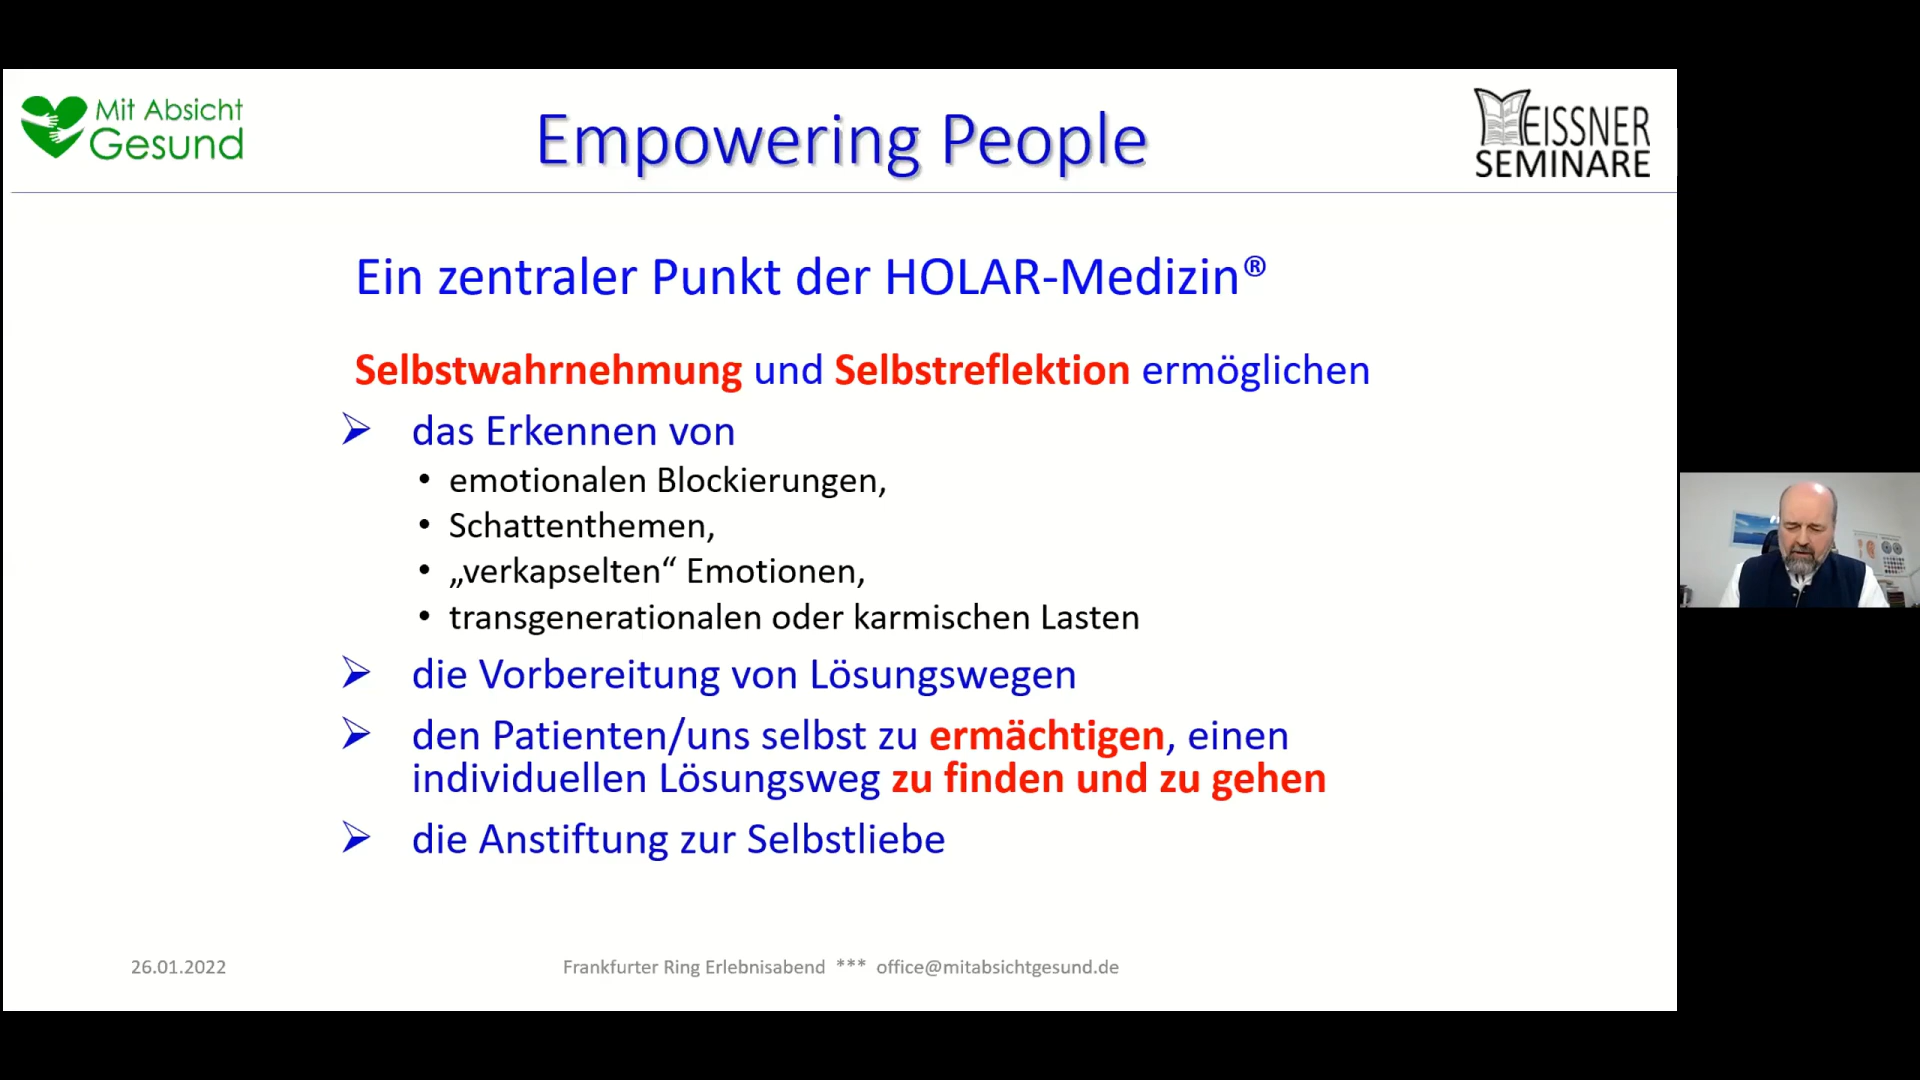 Mit Absicht
Gesund
Empowering People
MEISSNER
SEMINARE
Ein zentraler Punkt der HOLAR-Medizin®
Selbstwahrnehmung und Selbstreflektion ermöglichen
➢ das Erkennen von
• emotionalen Blockierungen,
• Schattenthemen,
• „verkapselten“ Emotionen,
• transgenerationalen oder karmischen Lasten
➢ die Vorbereitung von Lösungswegen
➢ den Patienten/uns selbst zu ermächtigen, einen
individuellen Lösungsweg zu finden und zu gehen
➢ die Anstiftung zur Selbstliebe
26.01.2022
Frankfurter Ring Erlebnisabend *** office@mitabsichtgesund.de